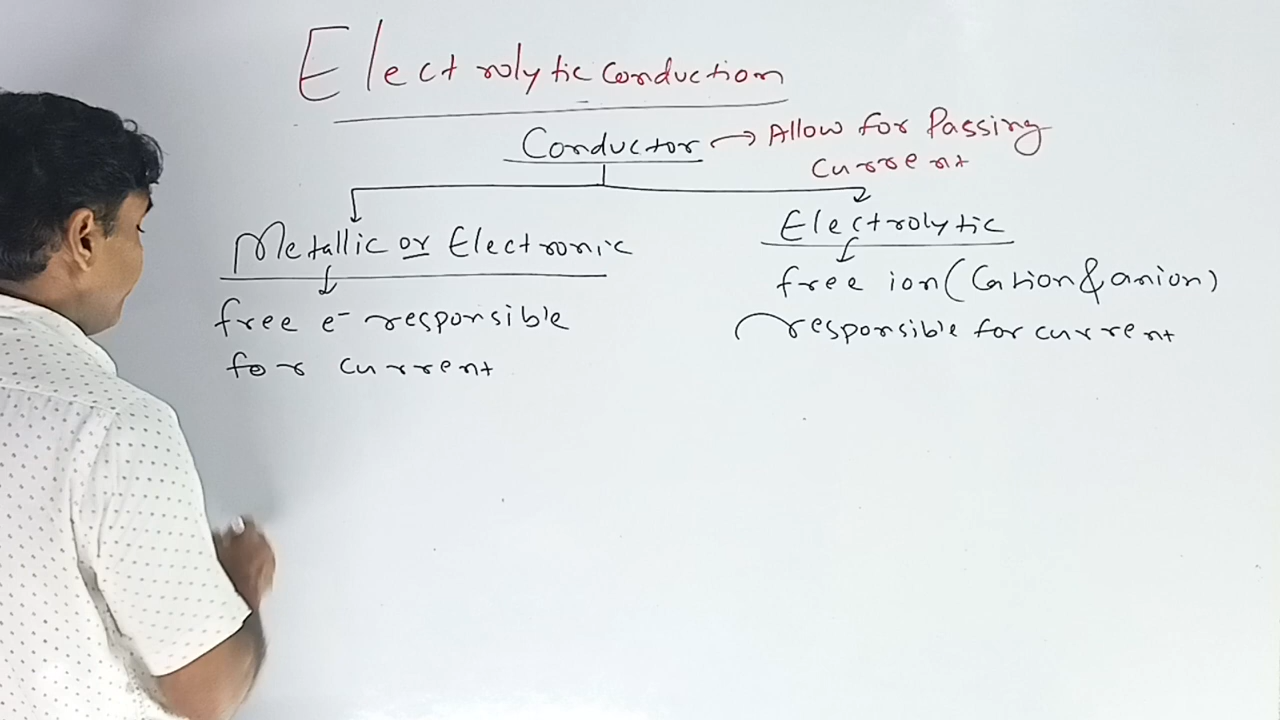 Electrolytic conduction
Conductor → Allow for Passing
Current
Metallic or Electronic
free e⁻ responsible
for current
Electrolytic
free ion (Cation & anion)
responsible for current